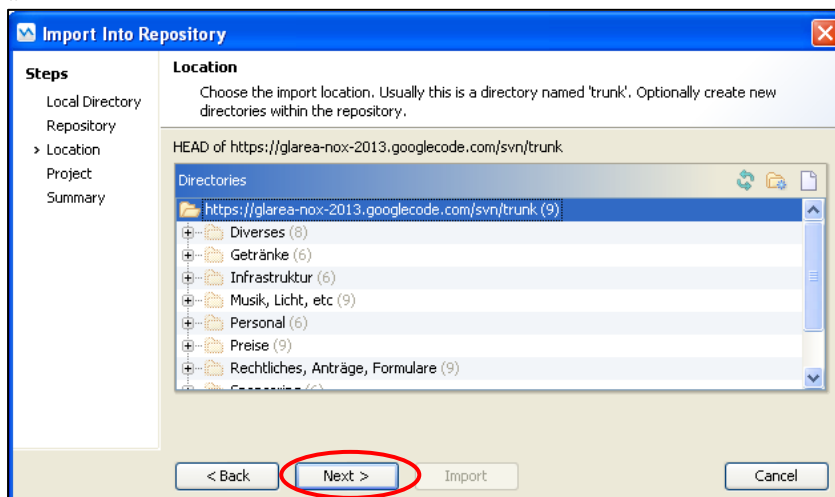 Import Into Repository
Steps
Local Directory
Repository
> Location
Project
Summary
Location
Choose the import location. Usually this is a directory named 'trunk'. Optionally create new
directories within the repository.
HEAD of https://glarea-nox-2013.googlecode.com/svn/trunk
Directories
https://glarea-nox-2013.googlecode.com/svn/trunk (9)
Diverses (8)
Getränke (6)
Infrastruktur (6)
Musik, Licht, etc (9)
Personal (6)
Preise (9)
Rechtliches, Anträge, Formulare (9)
< Back
Next >
Import
Cancel